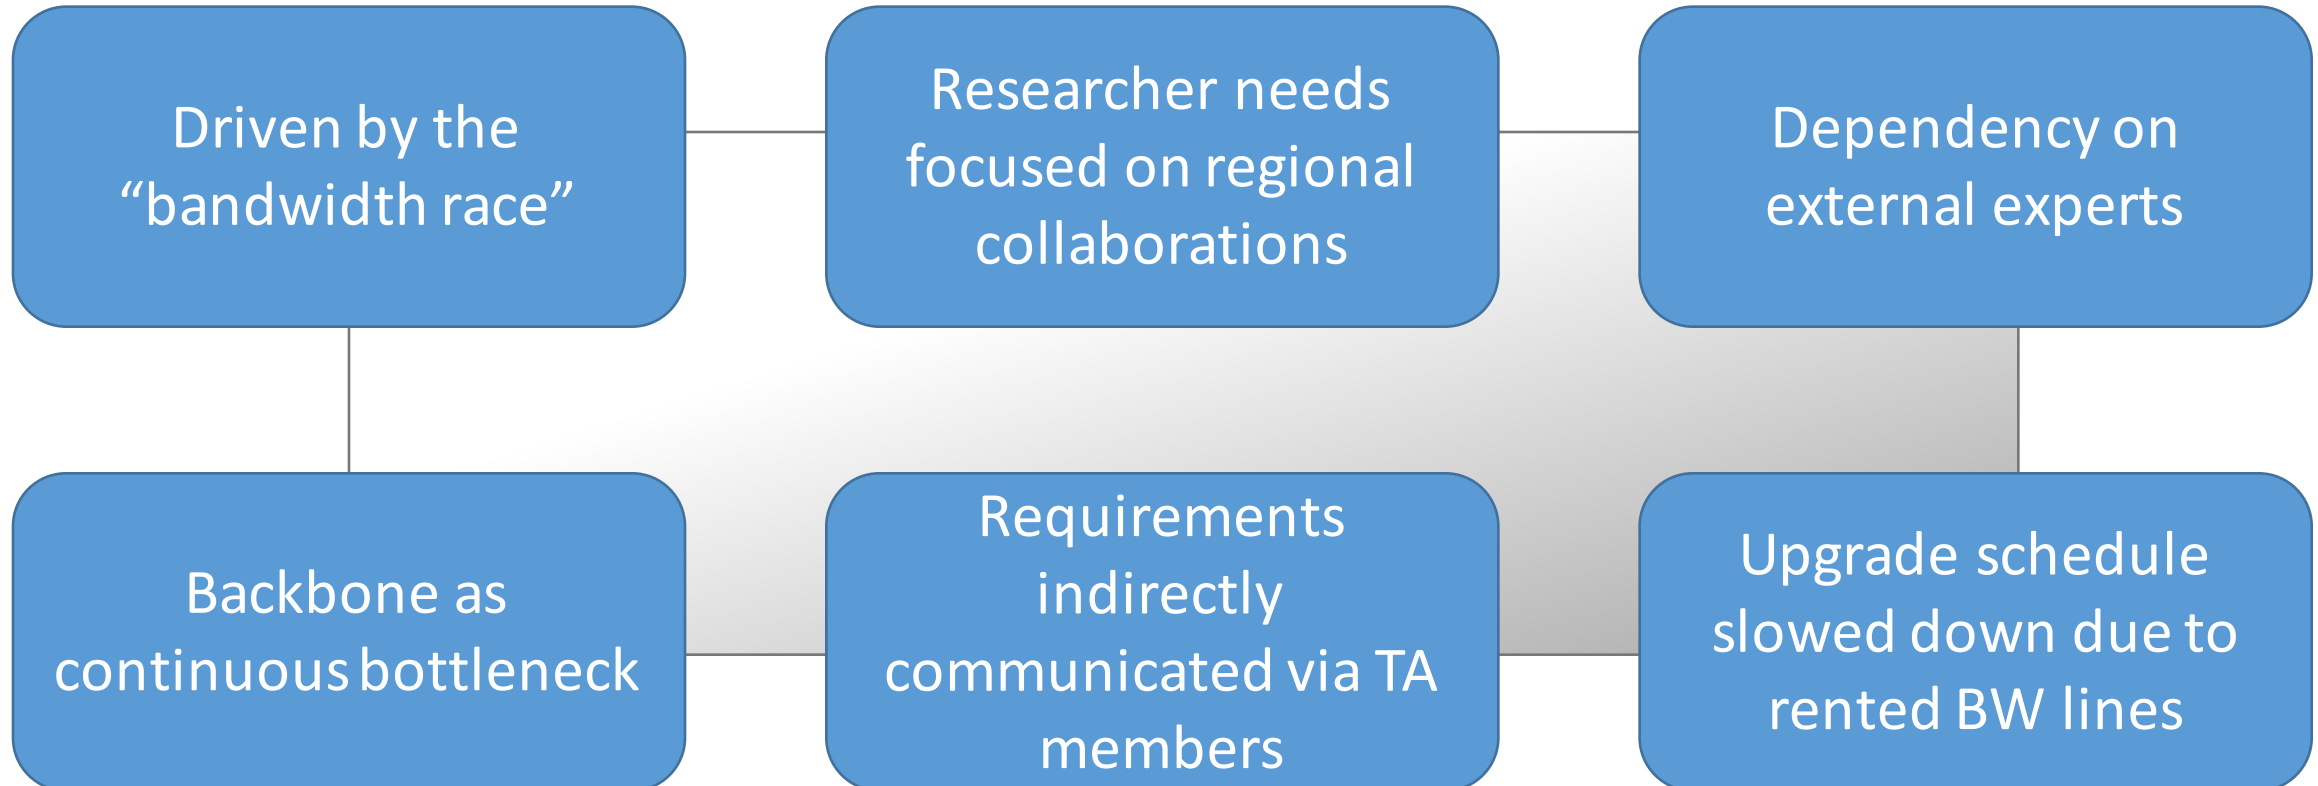 Driven by the
“bandwidth race”
Researcher needs
focused on regional
collaborations
Dependency on
external experts
Backbone as
continuous bottleneck
Requirements
indirectly
communicated via TA
members
Upgrade schedule
slowed down due to
rented BW lines